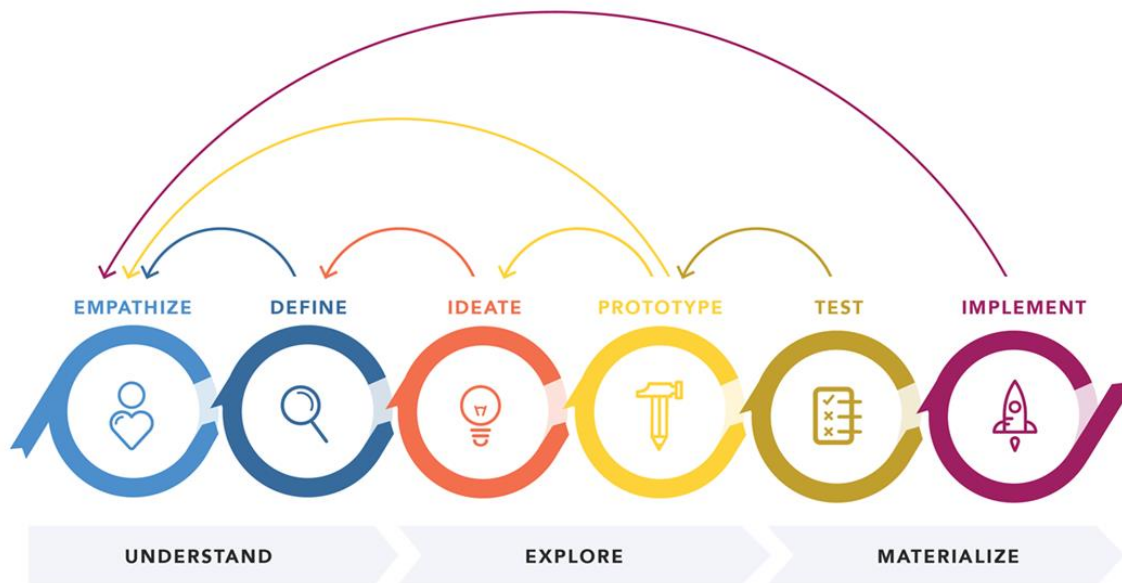 EMPATHIZE DEFINE IDEATE PROTOTYPE TEST IMPLEMENT
UNDERSTAND EXPLORE MATERIALIZE